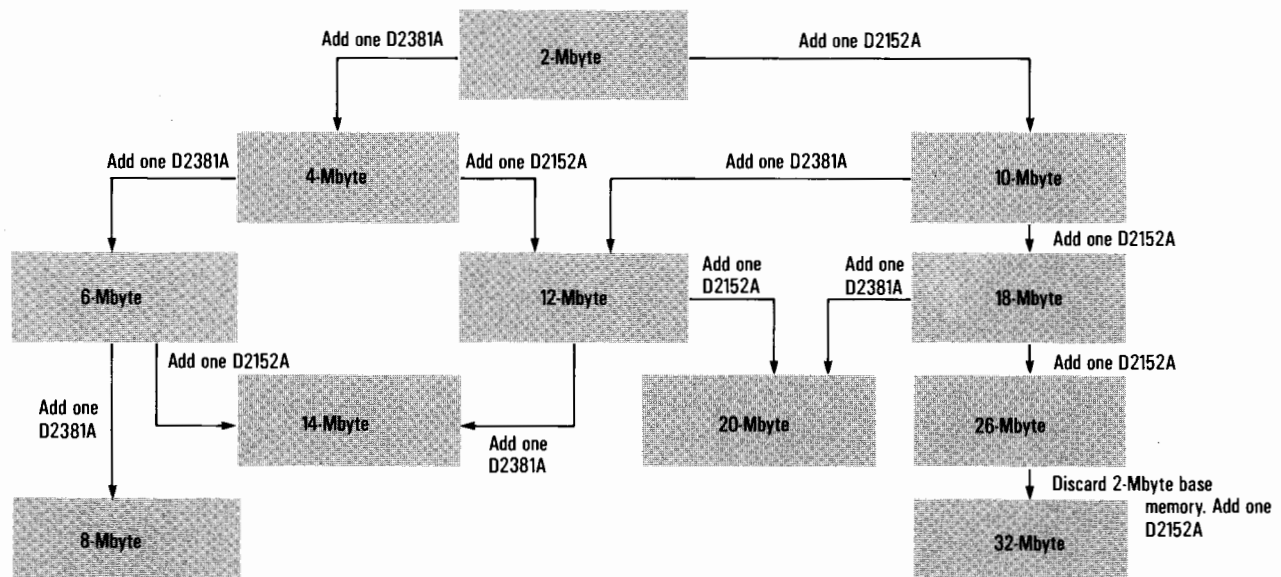 Add one D2381A
2-Mbyte
Add one D2152A
Add one D2381A
4-Mbyte
Add one D2152A
Add one D2381A
10-Mbyte
Add one D2152A
6-Mbyte
12-Mbyte
Add one
D2152A
Add one
D2381A
18-Mbyte
Add one D2152A
Add one D2152A
Add one
D2381A
14-Mbyte
Add one
D2381A
20-Mbyte
26-Mbyte
Discard 2-Mbyte base
memory. Add one
D2152A
8-Mbyte
32-Mbyte